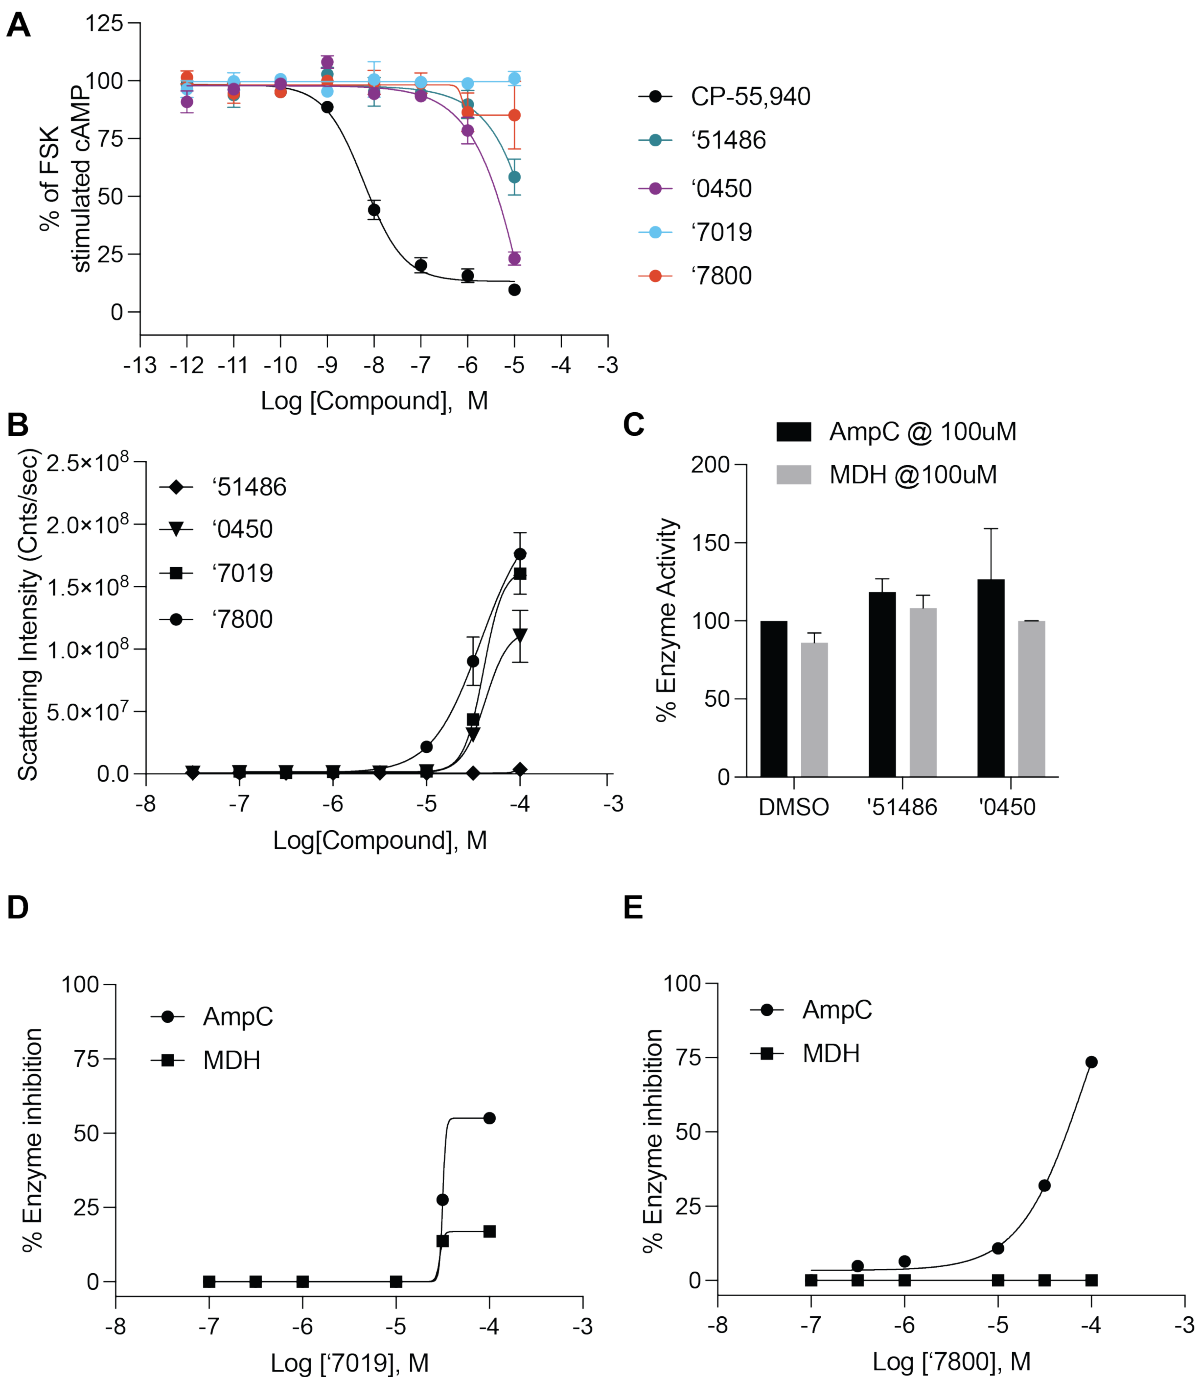 A
125
100
75
50
25
0
% of FSK
stimulated cAMP
-13 -12 -11 -10 -9 -8 -7 -6 -5 -4 -3
Log [Compound], M
CP-55,940
‘51486
‘0450
‘7019
‘7800
B
2.5×10⁸
2.0×10⁸
1.5×10⁸
1.0×10⁸
5.0×10⁷
0.0
Scattering Intensity (Cnts/sec)
‘51486
‘0450
‘7019
‘7800
-8 -7 -6 -5 -4 -3
Log[Compound], M
C
AmpC @ 100uM
MDH @100uM
200
150
100
50
0
% Enzyme Activity
DMSO '51486 '0450
D
100
75
50
25
0
% Enzyme inhibition
AmpC
MDH
-8 -7 -6 -5 -4 -3
Log [‘7019], M
E
100
75
50
25
0
% Enzyme inhibition
AmpC
MDH
-8 -7 -6 -5 -4 -3
Log [‘7800], M